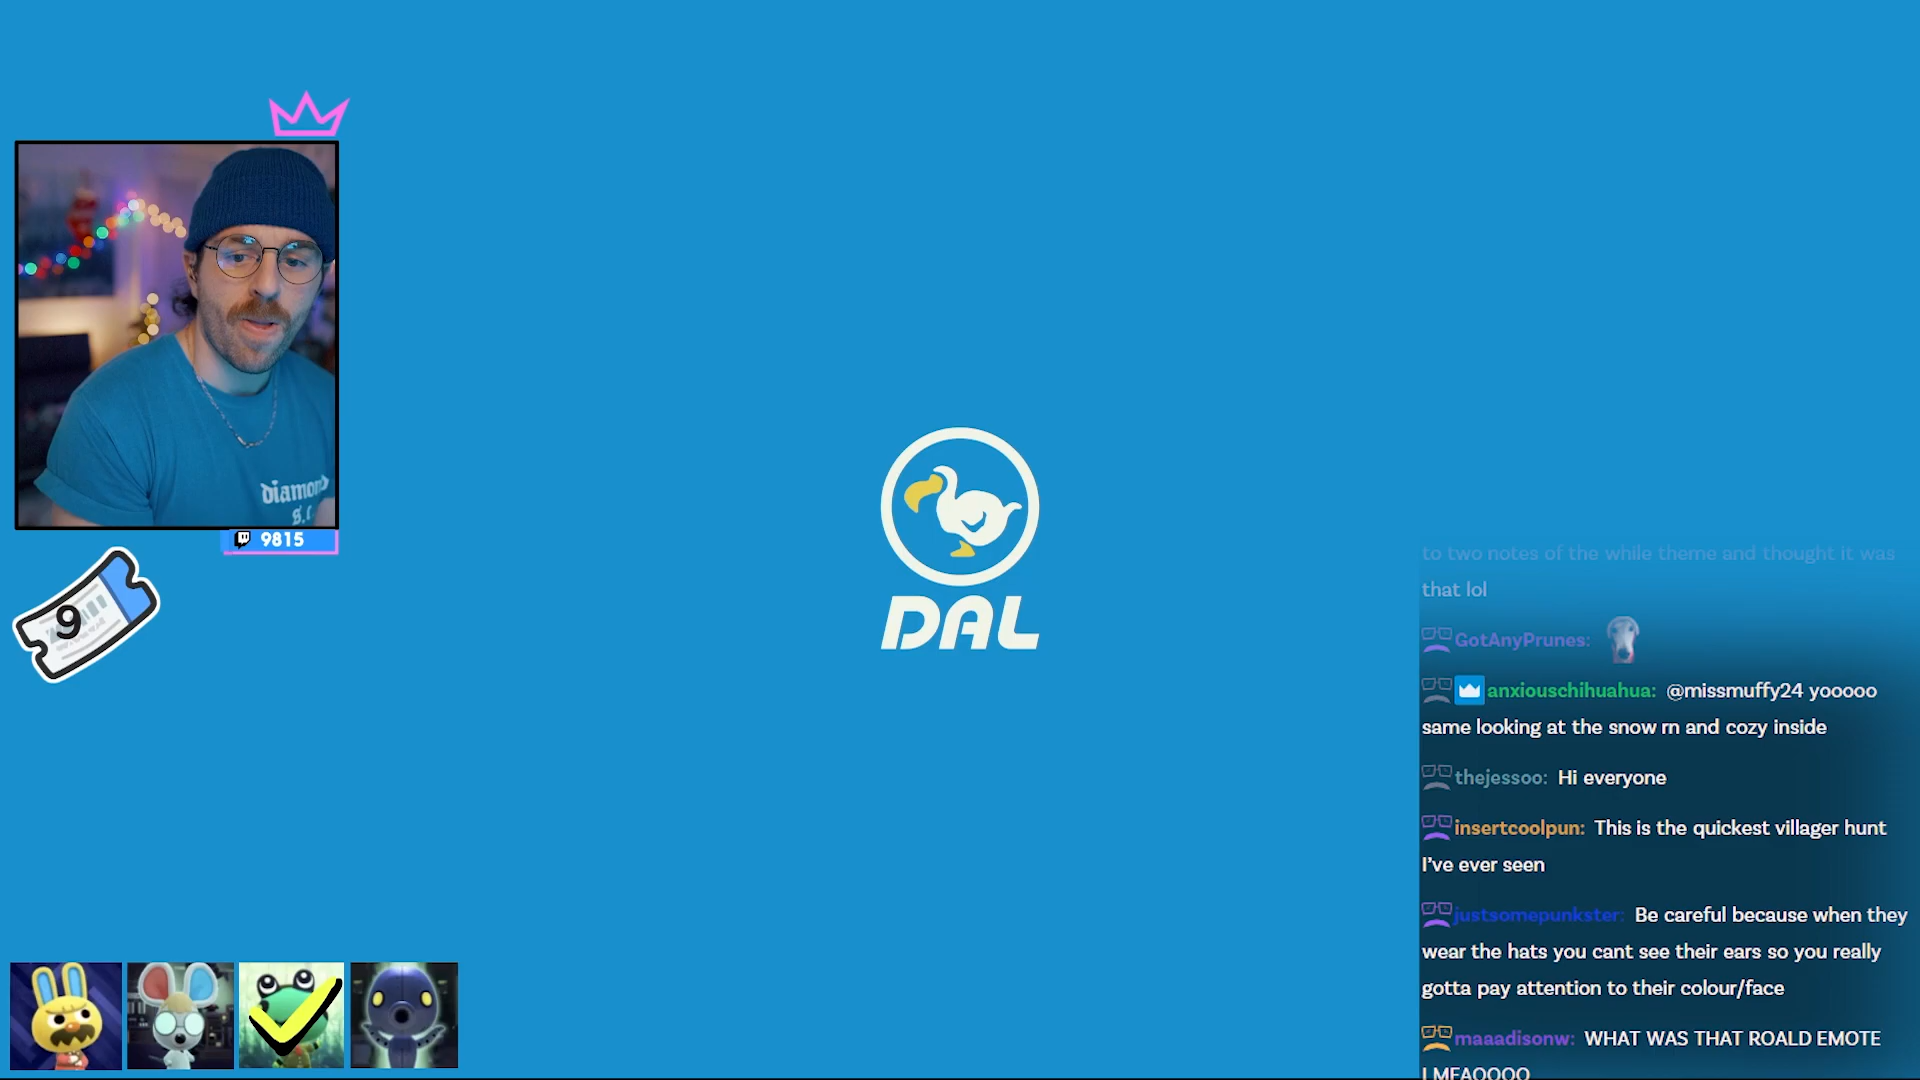 diamond
s.c.
9815
9
DAL
to two notes of the while theme and thought it was
that lol
GotAnyPrunes:
anxiouschihuahua: @missmuffy24 yooooo
same looking at the snow rn and cozy inside
thejessoo: Hi everyone
insertcoolpun: This is the quickest villager hunt
I've ever seen
justsomepunkster: Be careful because when they
wear the hats you cant see their ears so you really
gotta pay attention to their colour/face
maaadisonw: WHAT WAS THAT ROALD EMOTE
LMFAOOOO